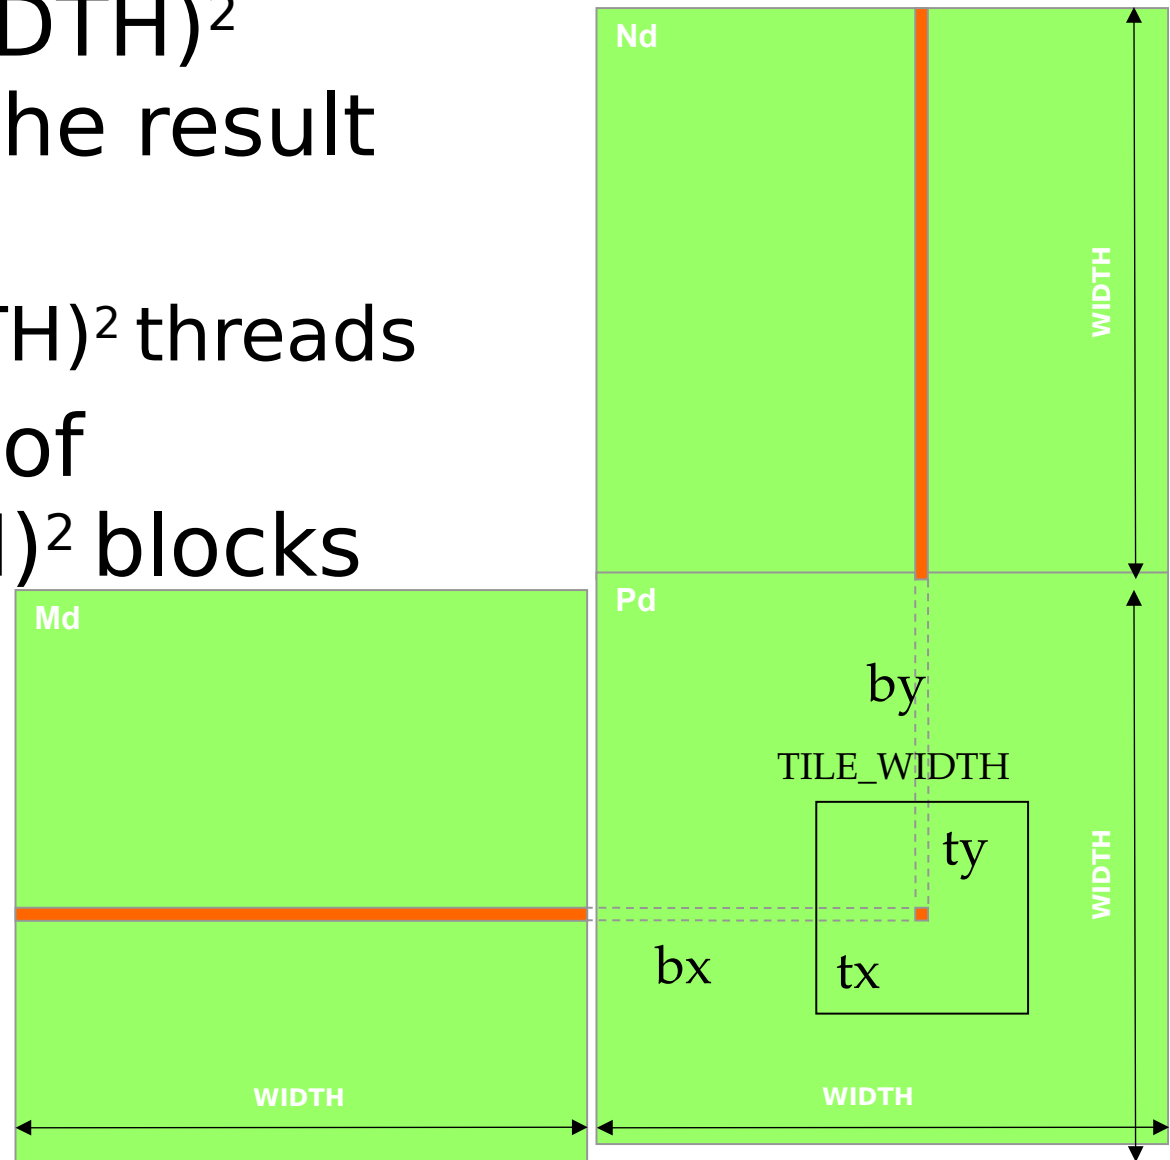 DTH)²
he result
TH)² threads
of
)² blocks
Nd
WIDTH
Md
Pd
by
TILE_WIDTH
ty
WIDTH
bx
tx
WIDTH
WIDTH